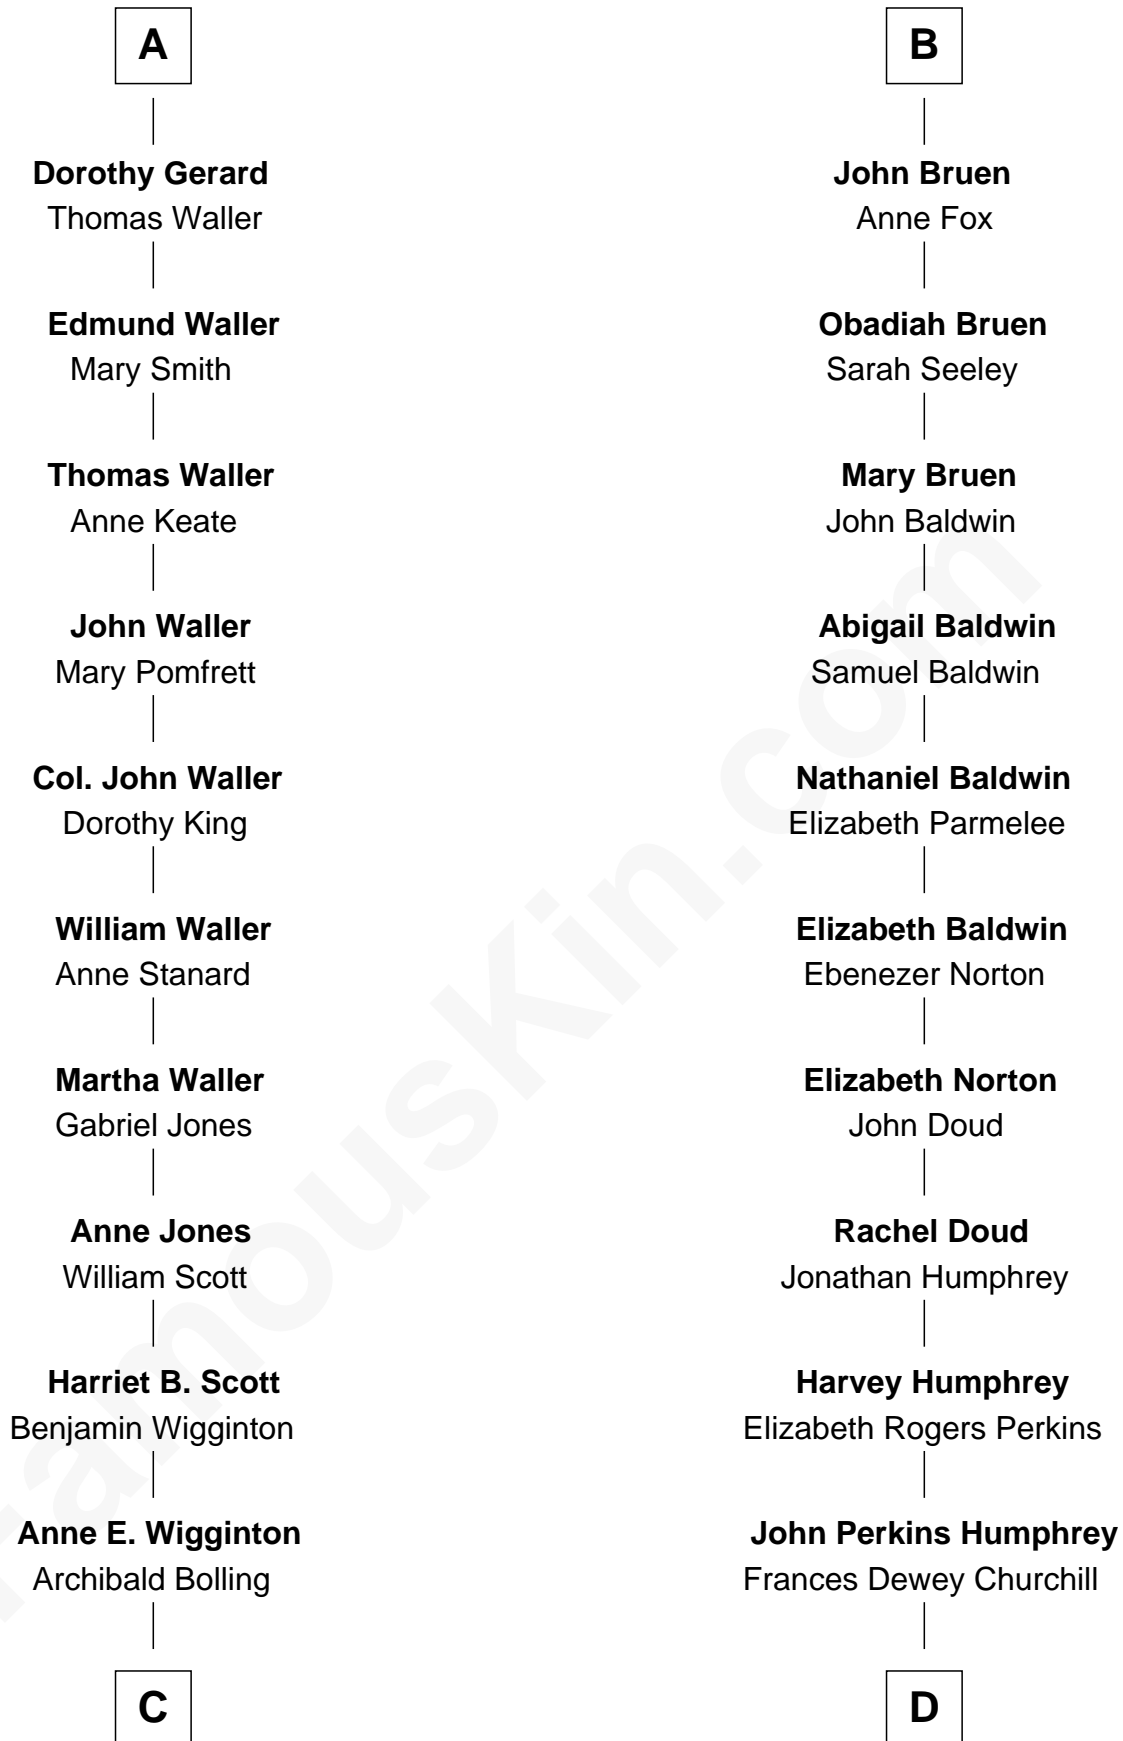 A
Dorothy Gerard
Thomas Waller
Edmund Waller
Mary Smith
Thomas Waller
Anne Keate
John Waller
Mary Pomfrett
Col. John Waller
Dorothy King
William Waller
Anne Stanard
Martha Waller
Gabriel Jones
Anne Jones
William Scott
Harriet B. Scott
Benjamin Wigginton
Anne E. Wigginton
Archibald Bolling
C
B
John Bruen
Anne Fox
Obadiah Bruen
Sarah Seeley
Mary Bruen
John Baldwin
Abigail Baldwin
Samuel Baldwin
Nathaniel Baldwin
Elizabeth Parmelee
Elizabeth Baldwin
Ebenezer Norton
Elizabeth Norton
John Doud
Rachel Doud
Jonathan Humphrey
Harvey Humphrey
Elizabeth Rogers Perkins
John Perkins Humphrey
Frances Dewey Churchill
D
FamousKin.com